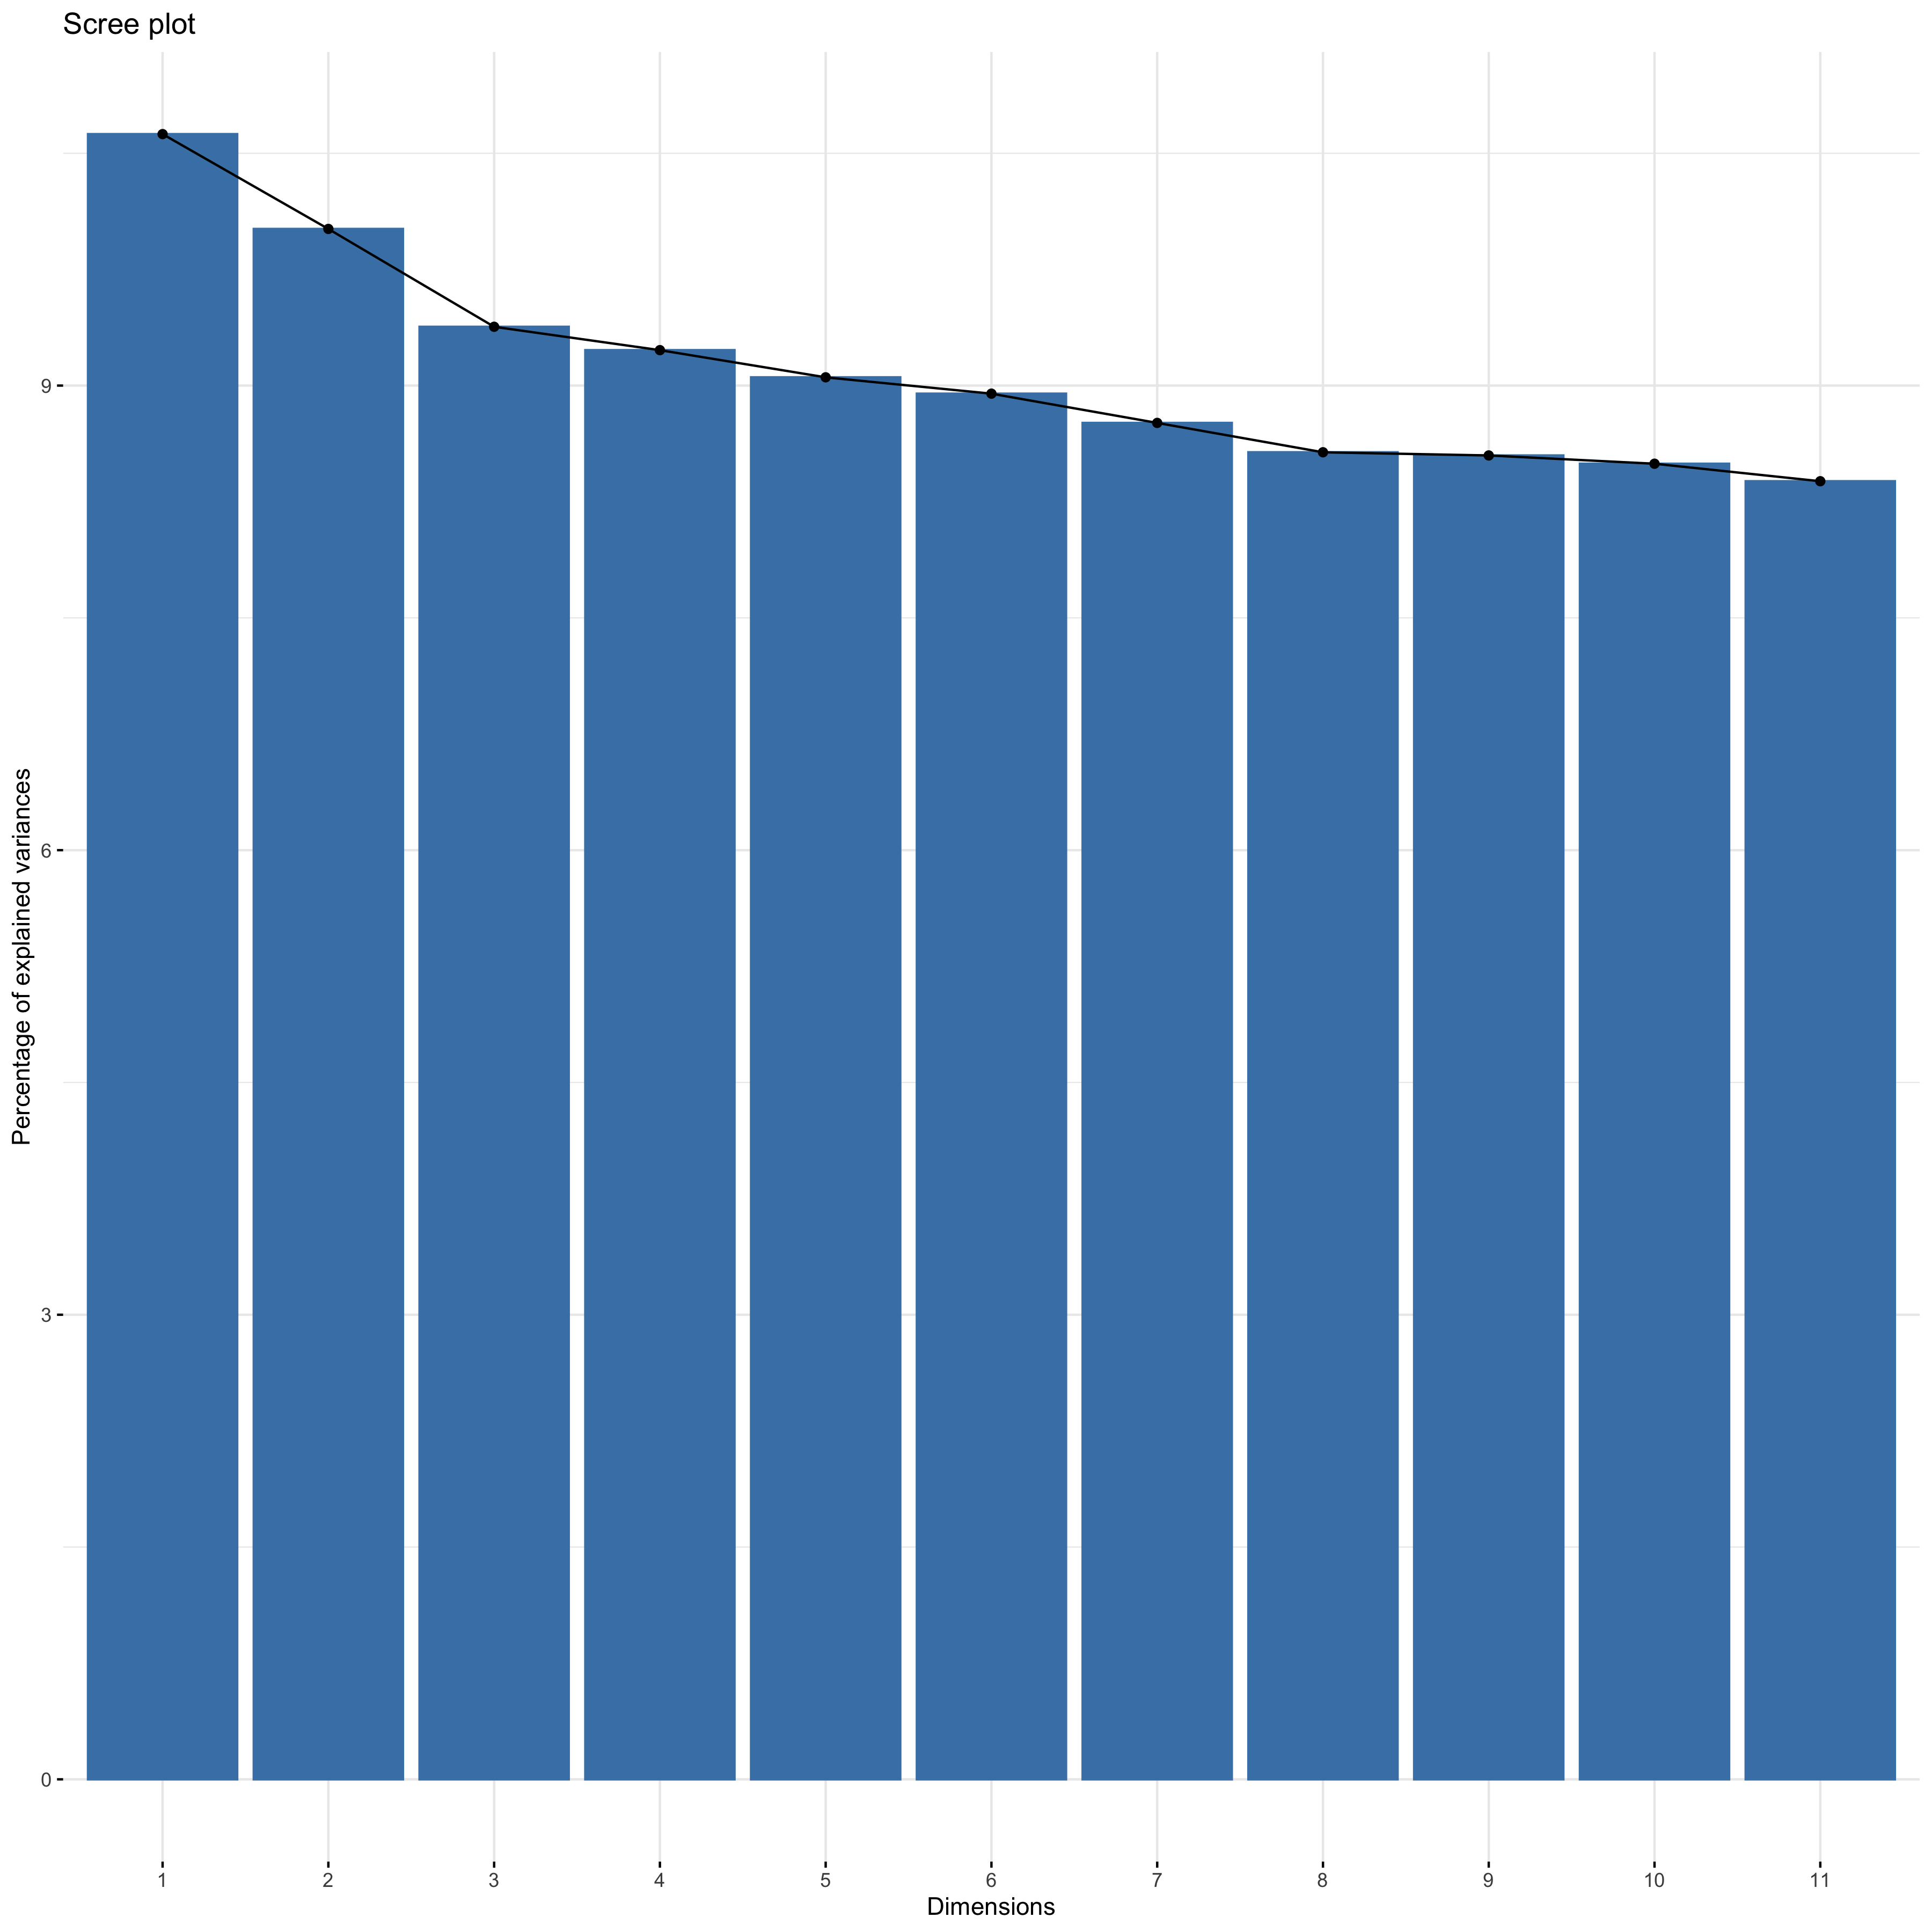 Scree plot
Percentage of explained variances
9
6
3
0
1 2 3 4 5 6 7 8 9 10 11
Dimensions